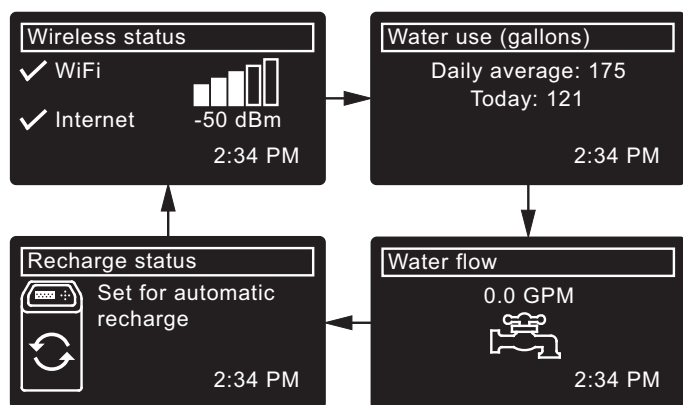 Wireless status
WiFi
Internet
-50 dBm
2:34 PM
Water use (gallons)
Daily average: 175
Today: 121
2:34 PM
Recharge status
Set for automatic
recharge
2:34 PM
Water flow
0.0 GPM
2:34 PM